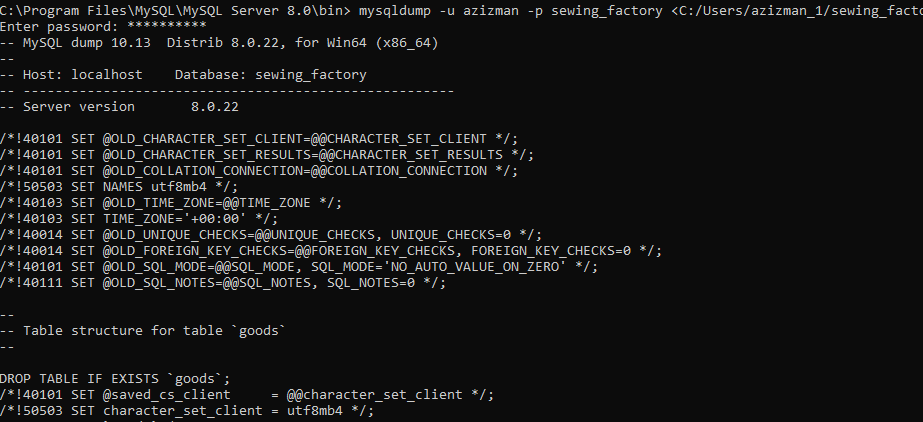 C:\Program Files\MySQL\MySQL Server 8.0\bin> mysqldump -u azizman -p sewing_factory <C:/Users/azizman_1/sewing_facto
Enter password: **********
-- MySQL dump 10.13  Distrib 8.0.22, for Win64 (x86_64)
--
-- Host: localhost    Database: sewing_factory
-- ------------------------------------------------------
-- Server version       8.0.22
/*!40101 SET @OLD_CHARACTER_SET_CLIENT=@@CHARACTER_SET_CLIENT */;
/*!40101 SET @OLD_CHARACTER_SET_RESULTS=@@CHARACTER_SET_RESULTS */;
/*!40101 SET @OLD_COLLATION_CONNECTION=@@COLLATION_CONNECTION */;
/*!50503 SET NAMES utf8mb4 */;
/*!40103 SET @OLD_TIME_ZONE=@@TIME_ZONE */;
/*!40103 SET TIME_ZONE='+00:00' */;
/*!40014 SET @OLD_UNIQUE_CHECKS=@@UNIQUE_CHECKS, UNIQUE_CHECKS=0 */;
/*!40014 SET @OLD_FOREIGN_KEY_CHECKS=@@FOREIGN_KEY_CHECKS, FOREIGN_KEY_CHECKS=0 */;
/*!40101 SET @OLD_SQL_MODE=@@SQL_MODE, SQL_MODE='NO_AUTO_VALUE_ON_ZERO' */;
/*!40111 SET @OLD_SQL_NOTES=@@SQL_NOTES, SQL_NOTES=0 */;
--
-- Table structure for table `goods`
--
DROP TABLE IF EXISTS `goods`;
/*!40101 SET @saved_cs_client     = @@character_set_client */;
/*!50503 SET character_set_client = utf8mb4 */;